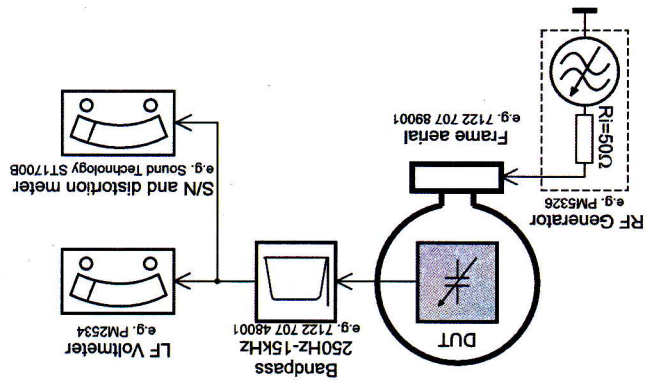 Bandpass
250Hz-15kHz
e.g. 7122 707 48001
LF Voltmeter
e.g. PM2534
DUT
S/N and distortion meter
e.g. Sound Technology ST1700B
RF Generator
e.g. PM5326
Ri=50Ω
Frame aerial
e.g. 7122 707 89001